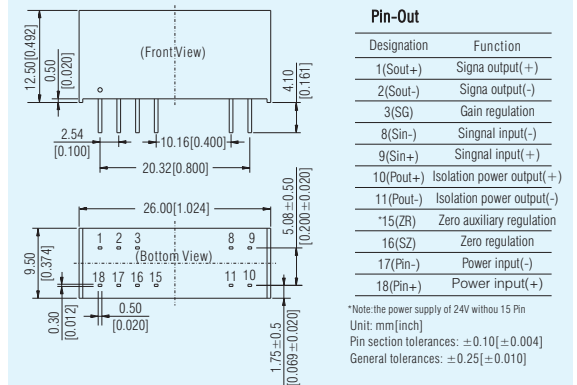 (Front View)
12.50[0.492]
0.50
[0.020]
4.10
[0.161]
2.54
[0.100]
10.16[0.400]
20.32[0.800]
26.00[1.024]
5.08±0.50
[0.200±0.020]
9.50
[0.374]
1 2 3 8 9
(Bottom View)
18 17 16 15 11 10
0.30
[0.012]
0.50
[0.020]
1.75±0.5
[0.069±0.020]
Pin-Out
Designation Function
1(Sout+) Signa output(+)
2(Sout-) Signa output(-)
3(SG) Gain regulation
8(Sin-) Singnal input(-)
9(Sin+) Singnal input(+)
10(Pout+) Isolation power output(+)
11(Pout-) Isolation power output(-)
*15(ZR) Zero auxiliary regulation
16(SZ) Zero regulation
17(Pin-) Power input(-)
18(Pin+) Power input(+)
*Note:the power supply of 24V withou 15 Pin
Unit: mm[inch]
Pin section tolerances: ±0.10[±0.004]
General tolerances: ±0.25[±0.010]